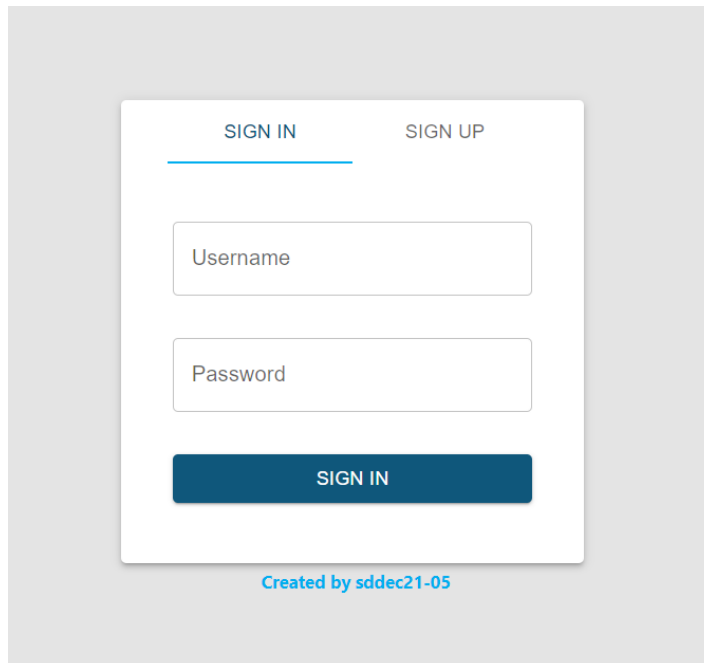 SIGN IN SIGN UP
Username
Password
SIGN IN
Created by sddec21-05